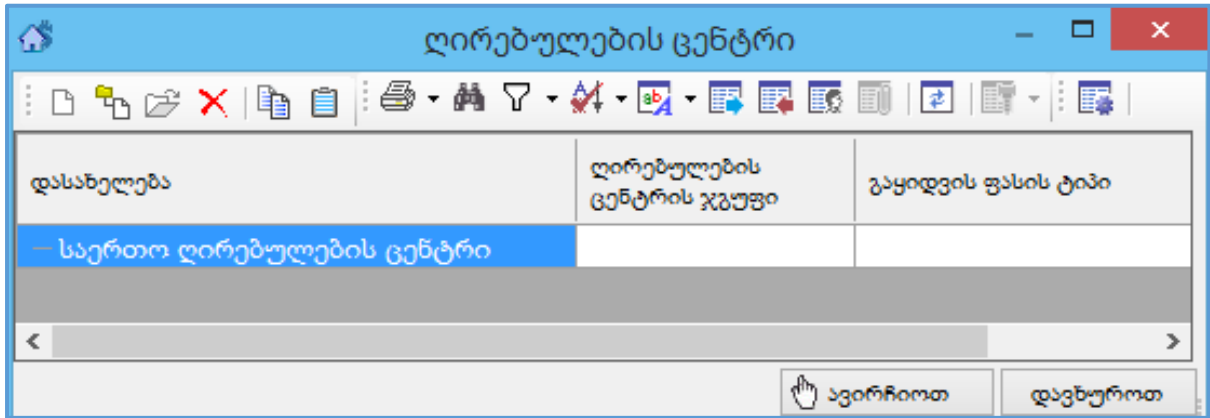 ღირებულების ცენტრი
დასახელება
ღირებულების
ცენტრის ჯგუფი
გაყიდვის ფასის ტიპი
საერთო ღირებულების ცენტრი
ავირჩიოთ
დავხუროთ